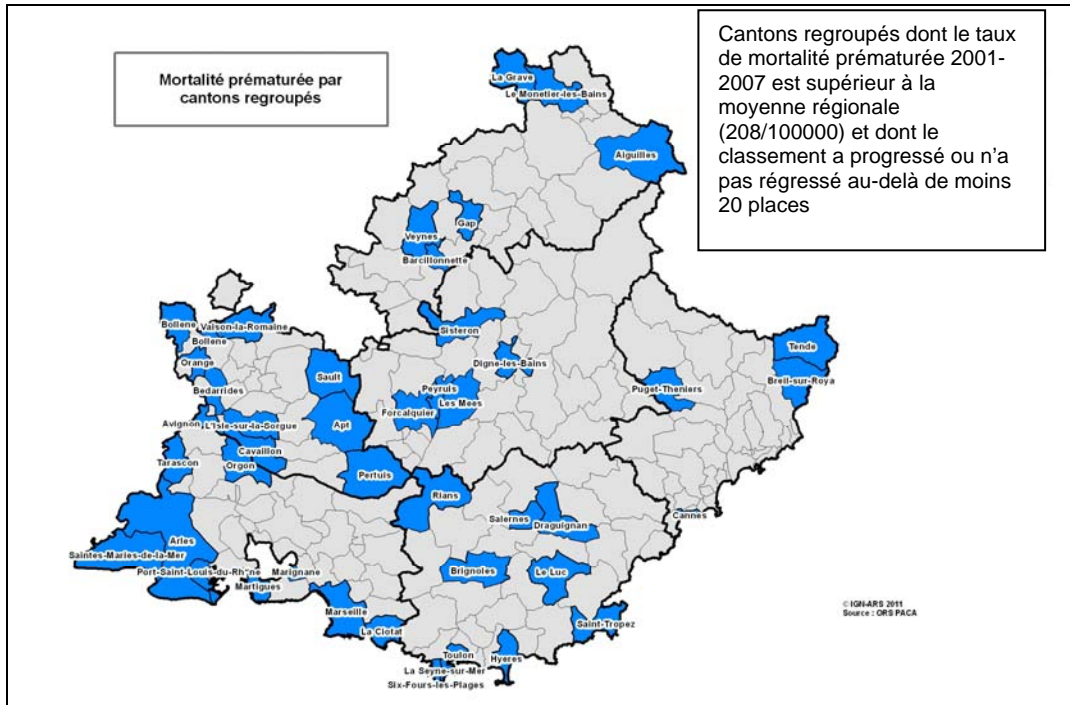 Mortalité prématurée par
cantons regroupés
Cantons regroupés dont le taux
de mortalité prématurée 2001-
2007 est supérieur à la
moyenne régionale
(208/100000) et dont le
classement a progressé ou n'a
pas régressé au-delà de moins
20 places
La Grave
Le Monetier-les-Bains
Aiguilles
Gap
Veynes
Barcillonnette
Bollene
Vaison-la-Romaine
Bollene
Sisteron
Tende
Orange
Digne-les-Bains
Sault
Peyruis
Puget-Theniers
Breil-sur-Roya
Bedarrides
Les Mees
Forcalquier
Avignon
L'Isle-sur-la-Sorgue
Apt
Cavaillon
Tarascon
Orgon
Pertuis
Rians
Cannes
Salernes
Draguignan
Arles
Saintes-Maries-de-la-Mer
Port-Saint-Louis-du-Rhône
Marignane
Brignoles
Le Luc
Martigues
Marseille
© IGN-ARS 2011
Source : ORS PACA
La Ciotat
Saint-Tropez
Toulon
Hyeres
La Seyne-sur-Mer
Six-Fours-les-Plages